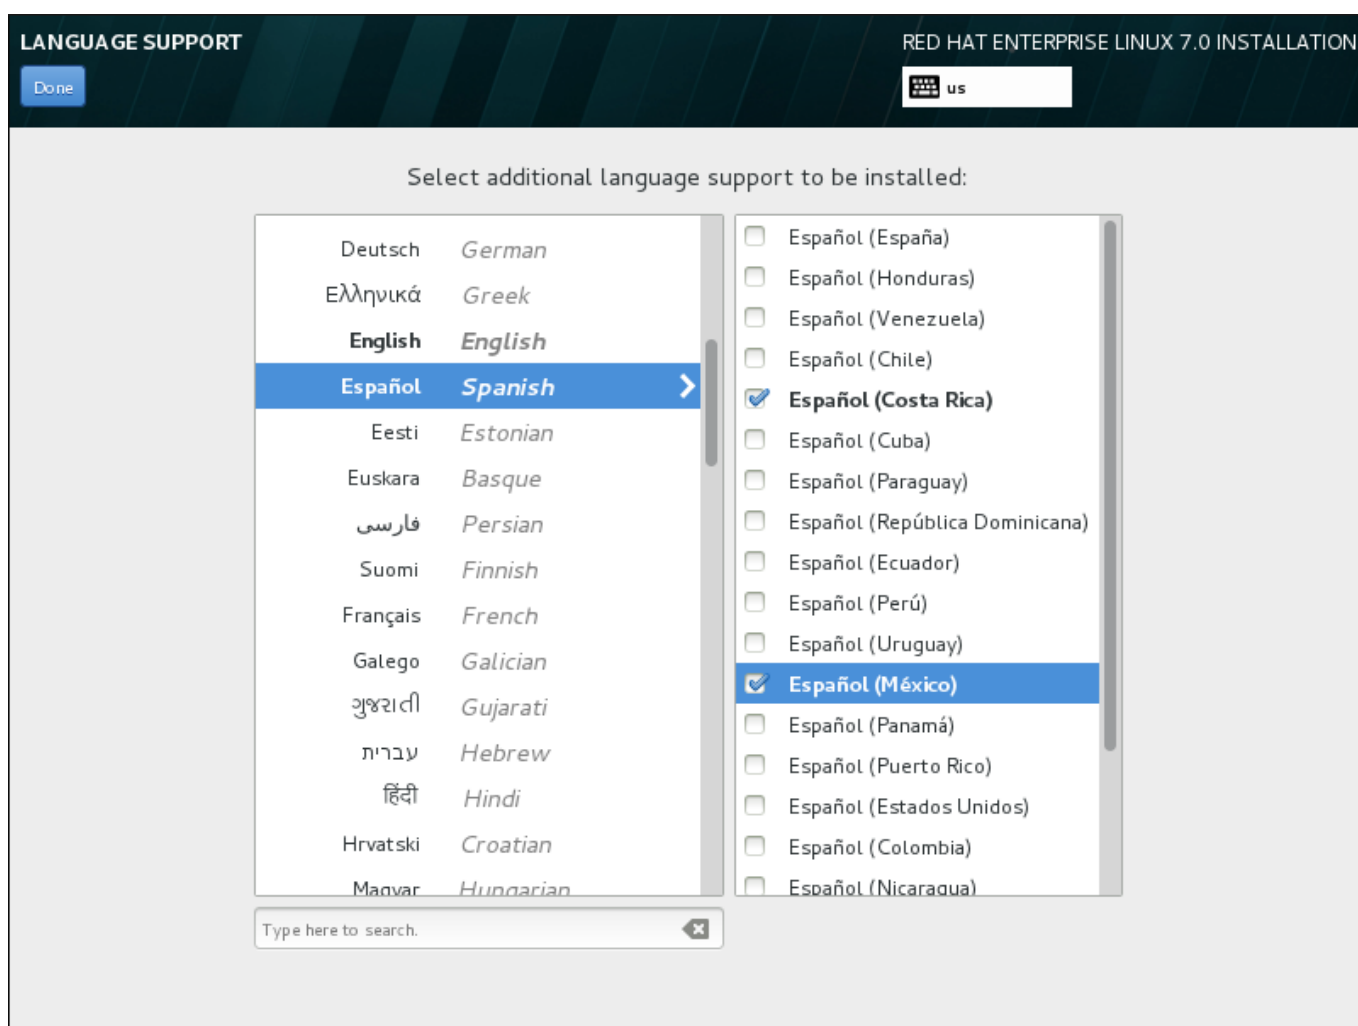 LANGUAGE SUPPORT
RED HAT ENTERPRISE LINUX 7.0 INSTALLATION
Done
us
Select additional language support to be installed:
Deutsch German
Ελληνικά Greek
English English
Español Spanish
Eesti Estonian
Euskara Basque
فارسی Persian
Suomi Finnish
Français French
Galego Galician
ગુજરાતી Gujarati
עברית Hebrew
हिंदी Hindi
Hrvatski Croatian
Magyar Hungarian
Español (España)
Español (Honduras)
Español (Venezuela)
Español (Chile)
Español (Costa Rica)
Español (Cuba)
Español (Paraguay)
Español (República Dominicana)
Español (Ecuador)
Español (Perú)
Español (Uruguay)
Español (México)
Español (Panamá)
Español (Puerto Rico)
Español (Estados Unidos)
Español (Colombia)
Español (Nicaragua)
Type here to search.